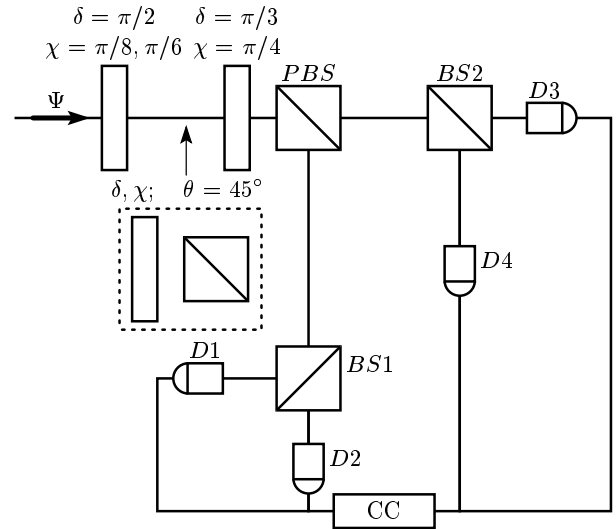 δ = π/2 δ = π/3
χ = π/8, π/6 χ = π/4
PBS BS2
Ψ D3
δ, χ; θ = 45°
D4
D1
BS1
D2
CC